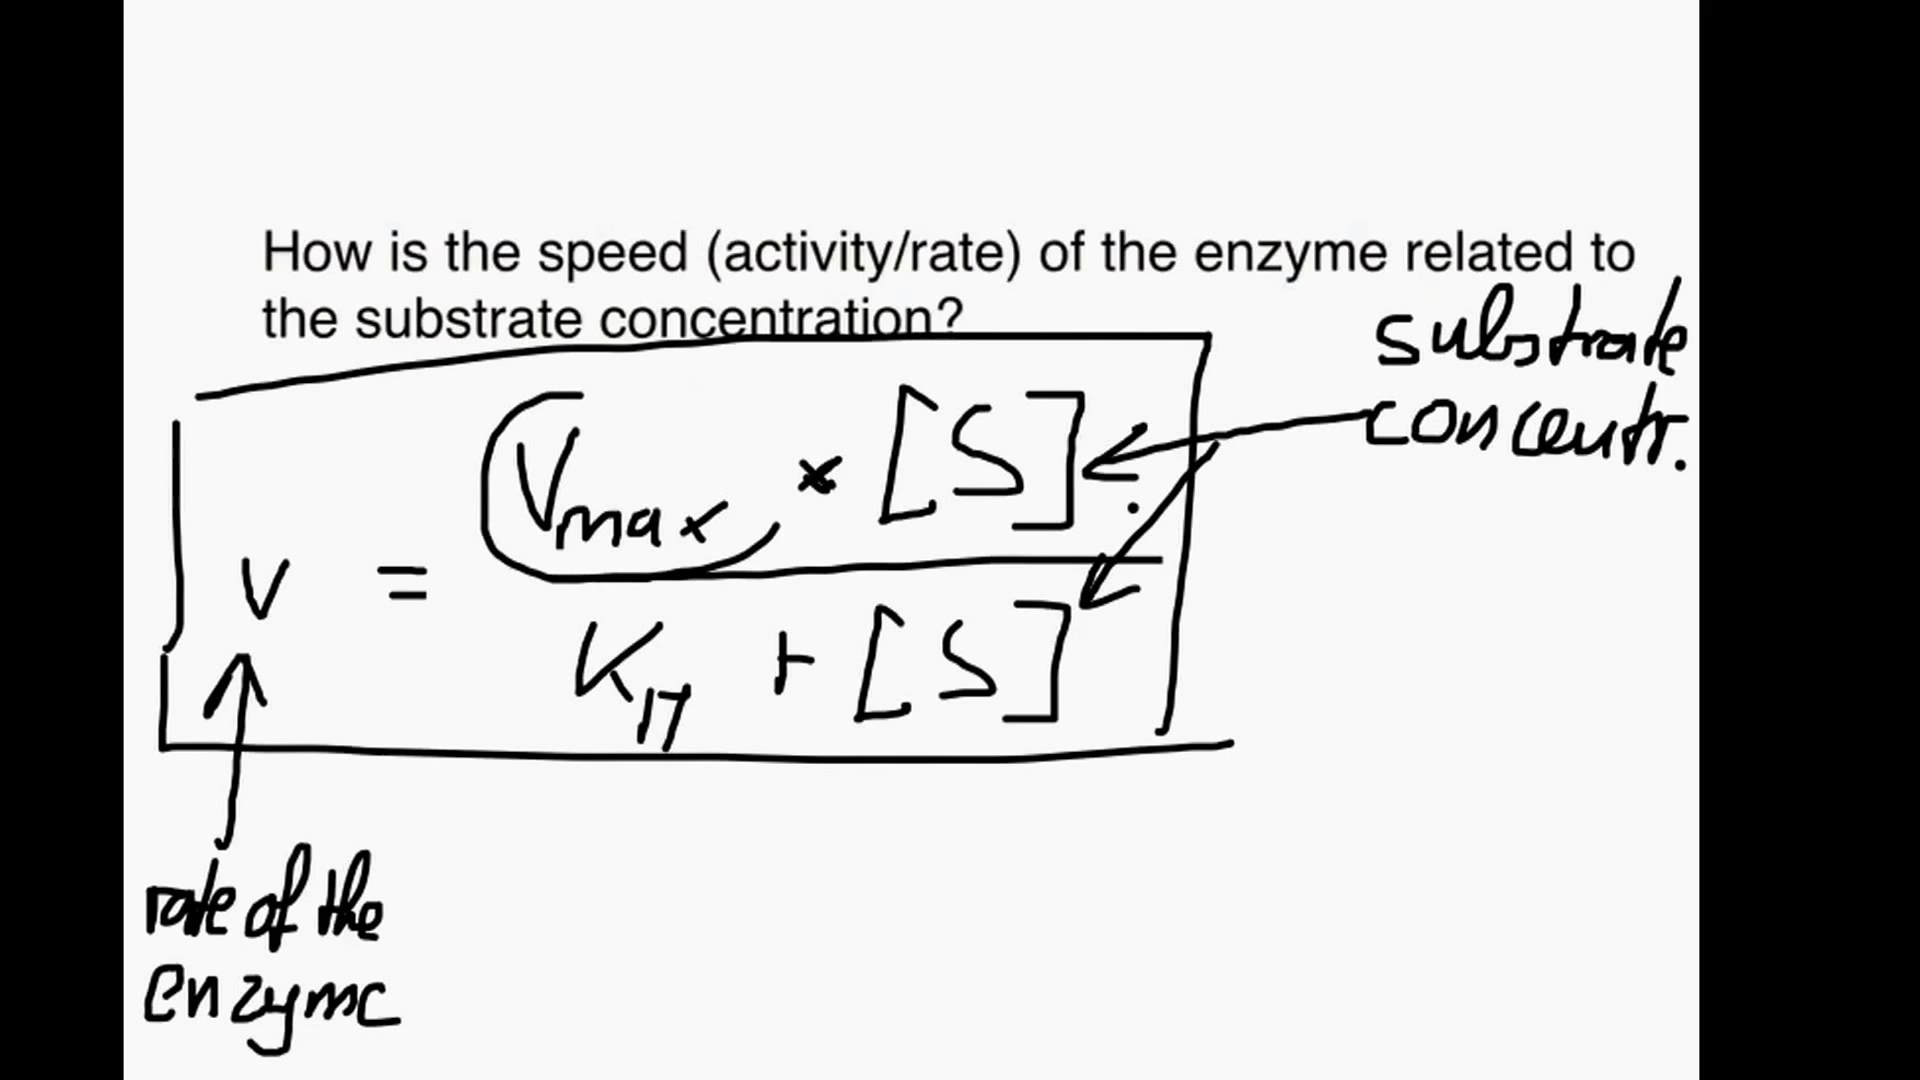 How is the speed (activity/rate) of the enzyme related to
the substrate concentration?
substrate
concentr.
Vmax * [S]
v = 
KM + [S]
rate of the
enzyme